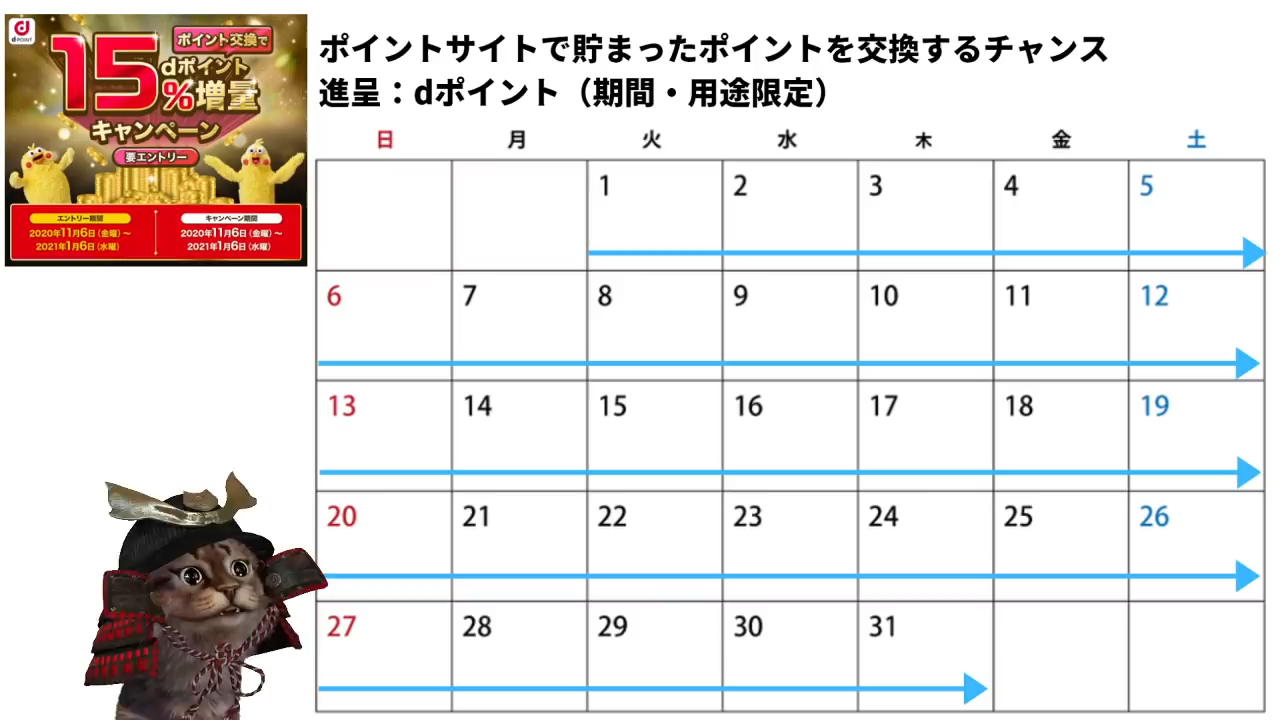 d POINT
ポイント交換で
15%増量
dポイント
キャンペーン
要エントリー
エントリー期間
2020年11月6日（金曜）～
2021年1月6日（水曜）
キャンペーン期間
2020年11月6日（金曜）～
2021年1月6日（水曜）
ポイントサイトで貯まったポイントを交換するチャンス
進呈：dポイント（期間・用途限定）
日 月 火 水 木 金 土
1 2 3 4 5
6 7 8 9 10 11 12
13 14 15 16 17 18 19
20 21 22 23 24 25 26
27 28 29 30 31